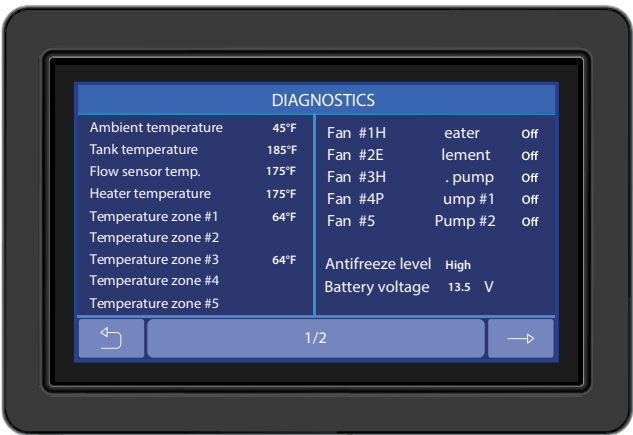 DIAGNOSTICS
Ambient temperature 45°F
Tank temperature 185°F
Flow sensor temp. 175°F
Heater temperature 175°F
Temperature zone #1 64°F
Temperature zone #2
Temperature zone #3 64°F
Temperature zone #4
Temperature zone #5
Fan #1H eater Off
Fan #2E lement Off
Fan #3H . pump Off
Fan #4P ump #1 Off
Fan #5 Pump #2 Off
Antifreeze level High
Battery voltage 13.5 V
1/2